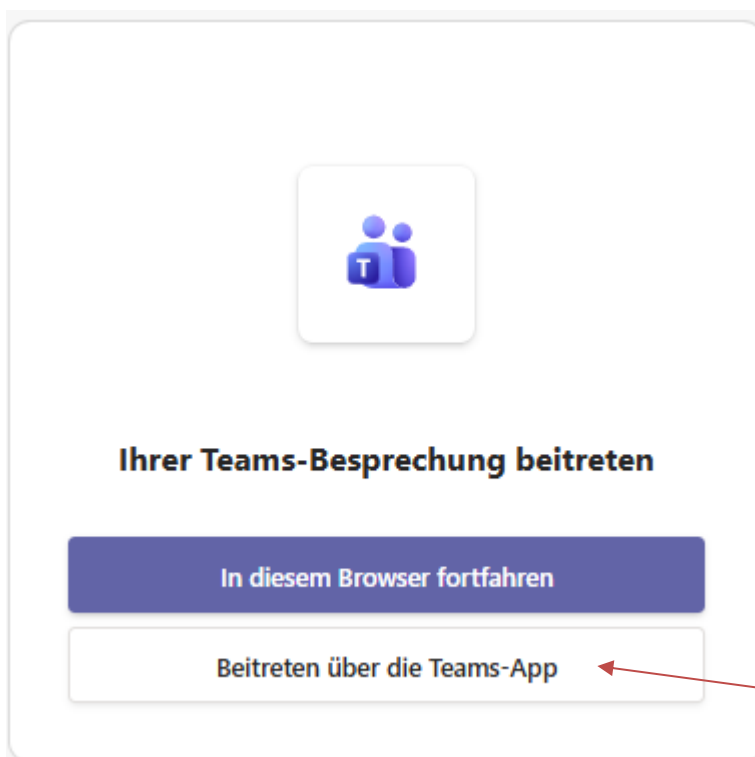 T
Ihrer Teams-Besprechung beitreten
In diesem Browser fortfahren
Beitreten über die Teams-App